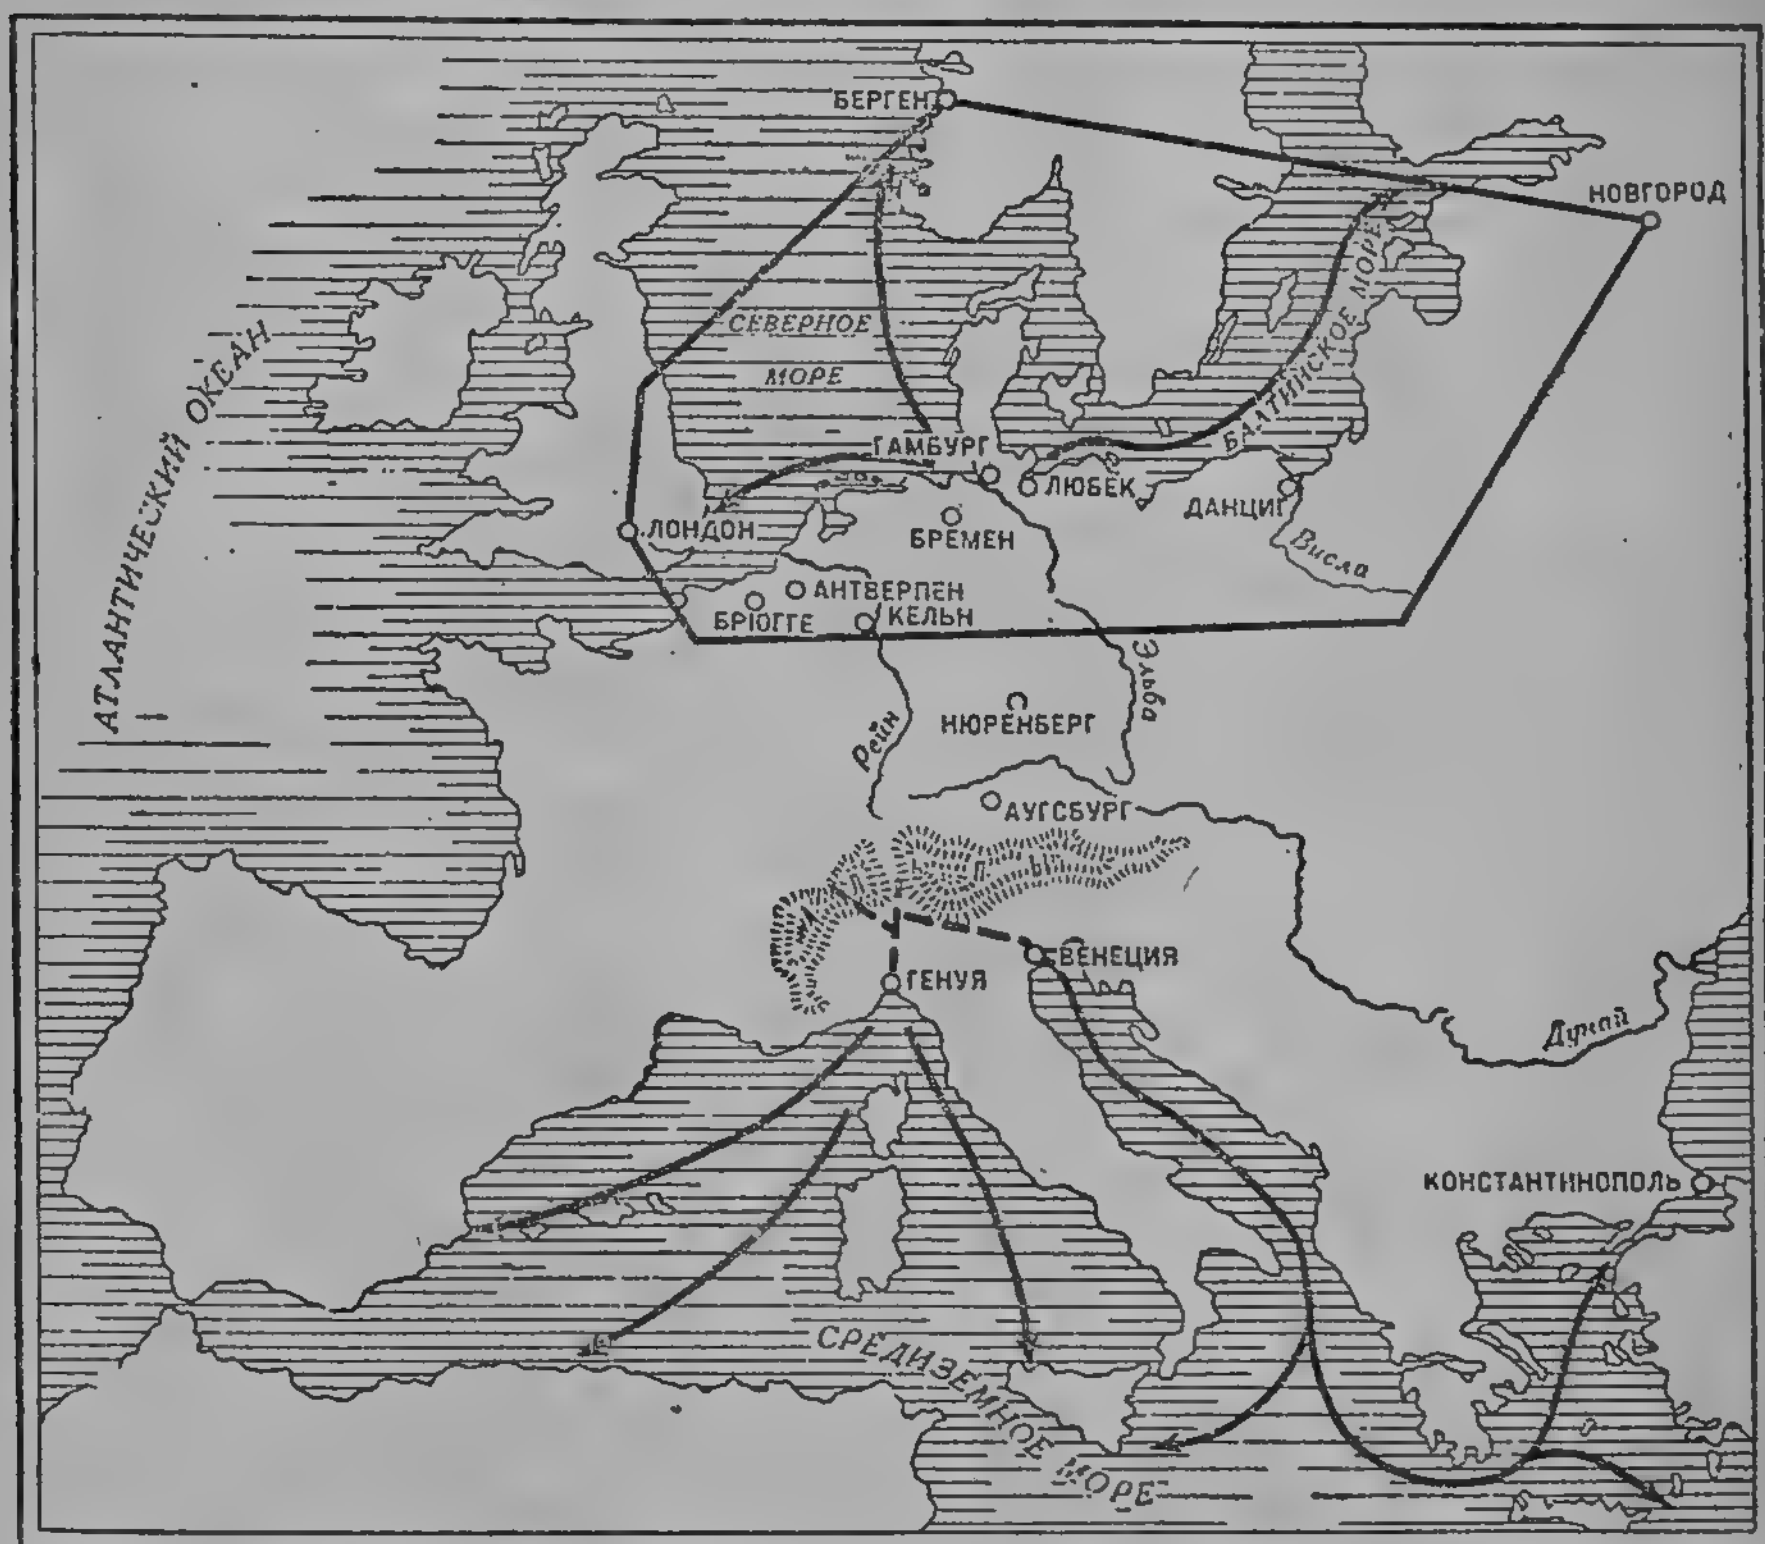 БЕРГЕН
НОВГОРОД
СЕВЕРНОЕ
МОРЕ
АТЛАНТИЧЕСКИЙ ОКЕАН
БАЛТИЙСКОЕ МОРЕ
ГАМБУРГ
ЛЮБЕК
ДАНЦИГ
ЛОНДОН
БРЕМЕН
Висла
АНТВЕРПЕН
БРЮГГЕ
КЕЛЬН
Эльба
НЮРЕНБЕРГ
Рейн
АУГСБУРГ
АЛЬПЫ
ВЕНЕЦИЯ
ГЕНУЯ
Дунай
КОНСТАНТИНОПОЛЬ
СРЕДИЗЕМНОЕ МОРЕ